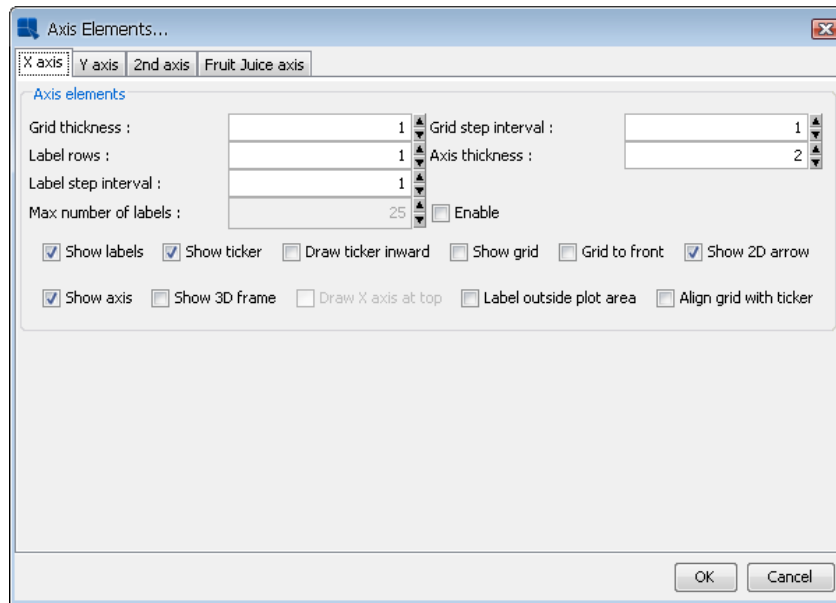 Axis Elements...
X axis Y axis 2nd axis Fruit Juice axis
Axis elements
Grid thickness : 1 Grid step interval : 1
Label rows : 1 Axis thickness : 2
Label step interval : 1
Max number of labels : 25 Enable
Show labels Show ticker Draw ticker inward Show grid Grid to front Show 2D arrow
Show axis Show 3D frame Draw X axis at top Label outside plot area Align grid with ticker
OK Cancel